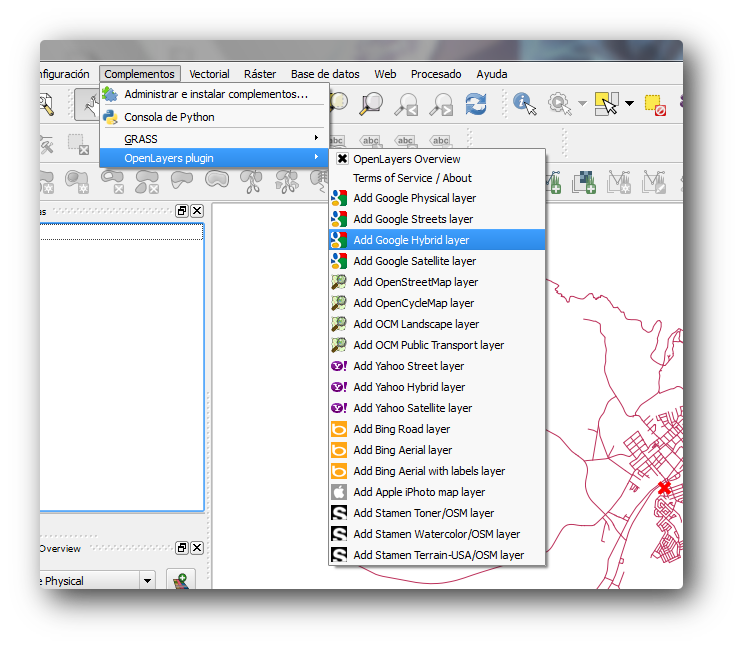 nfiguración Complementos Vectorial Ráster Base de datos Web Procesado Ayuda
Administrar e instalar complementos...
Consola de Python
abc abc abc abc
GRASS
OpenLayers plugin
OpenLayers Overview
Terms of Service / About
Add Google Physical layer
Add Google Streets layer
as
Add Google Hybrid layer
Add Google Satellite layer
Add OpenStreetMap layer
Add OpenCycleMap layer
Add OCM Landscape layer
Add OCM Public Transport layer
Add Yahoo Street layer
Add Yahoo Hybrid layer
Add Yahoo Satellite layer
Add Bing Road layer
Add Bing Aerial layer
Add Bing Aerial with labels layer
Add Apple iPhoto map layer
Add Stamen Toner/OSM layer
Add Stamen Watercolor/OSM layer
Overview
Add Stamen Terrain-USA/OSM layer
e Physical